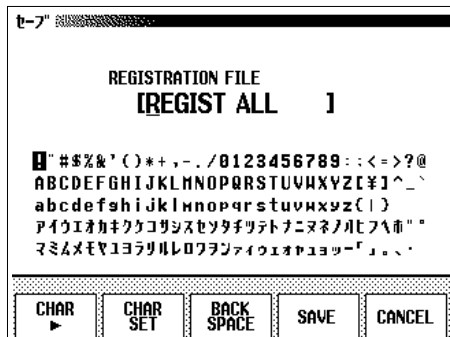 セーブ
REGISTRATION FILE
[REGIST ALL ]
!"#$%&'()*+,-./0123456789:;<=>?@
ABCDEFGHIJKLMNOPQRSTUVWXYZ[¥]^_`
abcdefghijklmnopqrstuvwxyz{|}
アイウエオカキクケコサシスセソタチツテトナニヌネノハヒフヘホ"°
マミムメモヤユヨラリルレロワヲンァィゥェォャュョッー「」。、・
CHAR ▶
CHAR SET
BACK SPACE
SAVE
CANCEL